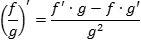 (f/g)′ = (f′ · g − f · g′)/g²